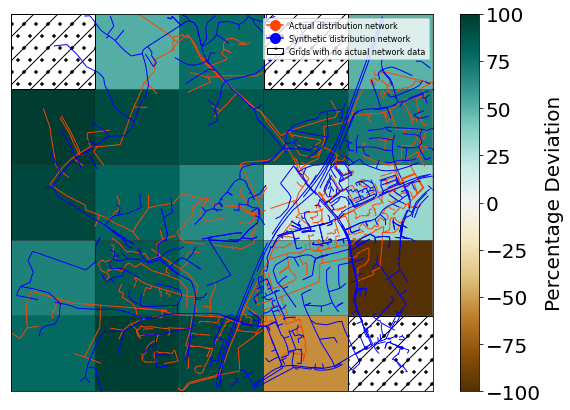 Actual distribution network
Synthetic distribution network
Grids with no actual network data
100
75
50
25
0
−25
−50
−75
−100
Percentage Deviation